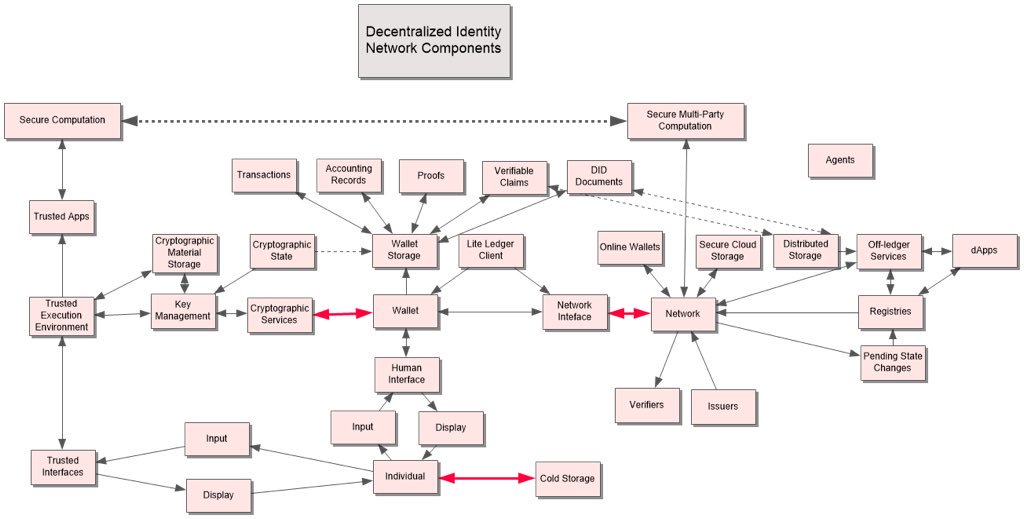 Decentralized Identity
Network Components
Secure Computation
Secure Multi-Party
Computation
Agents
Transactions
Accounting
Records
Proofs
Verifiable
Claims
DID
Documents
Trusted Apps
Cryptographic
Material
Storage
Cryptographic
State
Wallet
Storage
Lite Ledger
Client
Online Wallets
Secure Cloud
Storage
Distributed
Storage
Off-ledger
Services
dApps
Trusted
Execution
Environment
Key
Management
Cryptographic
Services
Wallet
Network
Inteface
Network
Registries
Human
Interface
Pending State
Changes
Verifiers
Issuers
Input
Display
Input
Trusted
Interfaces
Display
Individual
Cold Storage